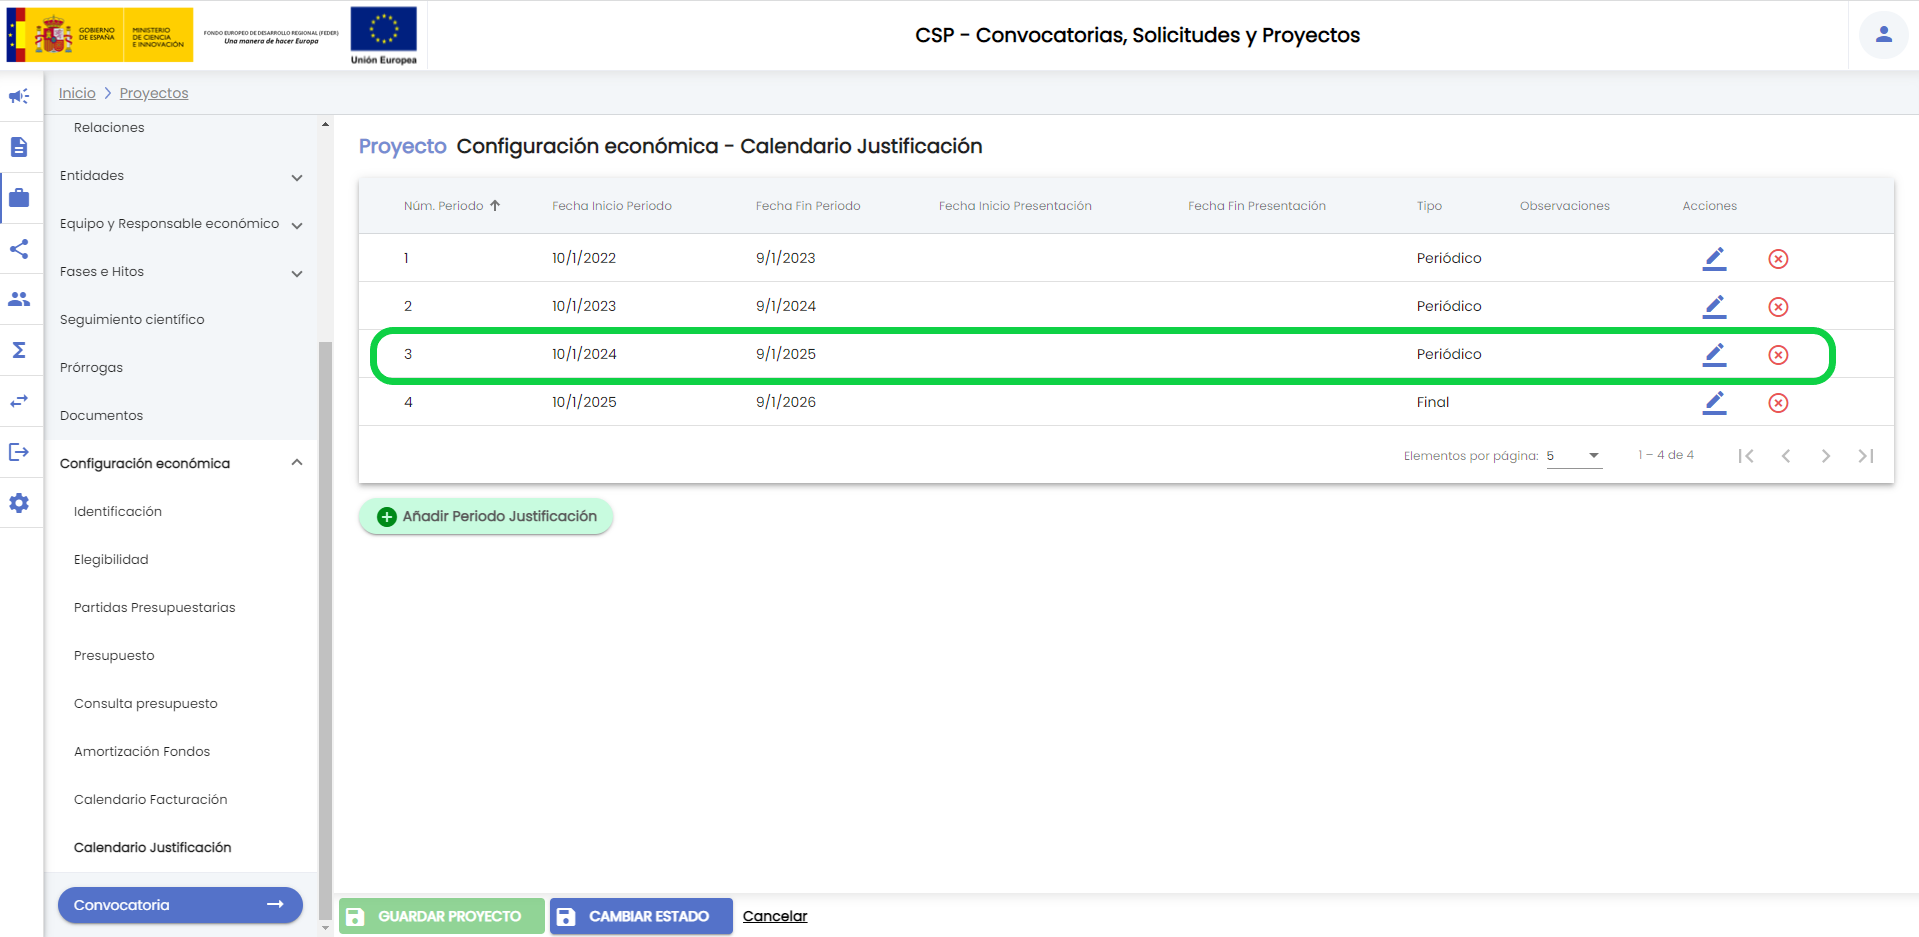 GOBIERNO
DE ESPAÑA
MINISTERIO
DE CIENCIA
E INNOVACIÓN
FONDO EUROPEO DE DESARROLLO REGIONAL (FEDER)
Una manera de hacer Europa
Unión Europea
CSP - Convocatorias, Solicitudes y Proyectos
Inicio > Proyectos
Relaciones
Entidades
Equipo y Responsable económico
Fases e Hitos
Seguimiento científico
Prórrogas
Documentos
Configuración económica
Identificación
Elegibilidad
Partidas Presupuestarias
Presupuesto
Consulta presupuesto
Amortización Fondos
Calendario Facturación
Calendario Justificación
Convocatoria
Proyecto Configuración económica - Calendario Justificación
Núm. Periodo Fecha Inicio Periodo Fecha Fin Periodo Fecha Inicio Presentación Fecha Fin Presentación Tipo Observaciones Acciones
1 10/1/2022 9/1/2023 Periódico
2 10/1/2023 9/1/2024 Periódico
3 10/1/2024 9/1/2025 Periódico
4 10/1/2025 9/1/2026 Final
Elementos por página: 5 1 – 4 de 4
Añadir Periodo Justificación
GUARDAR PROYECTO CAMBIAR ESTADO Cancelar